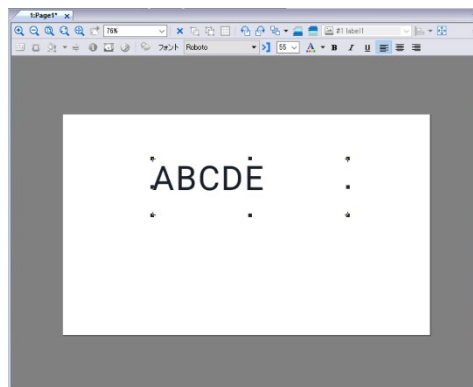 1:Page1* x
76% #1 label1
フォント Roboto 55 A B I U
ABCDE